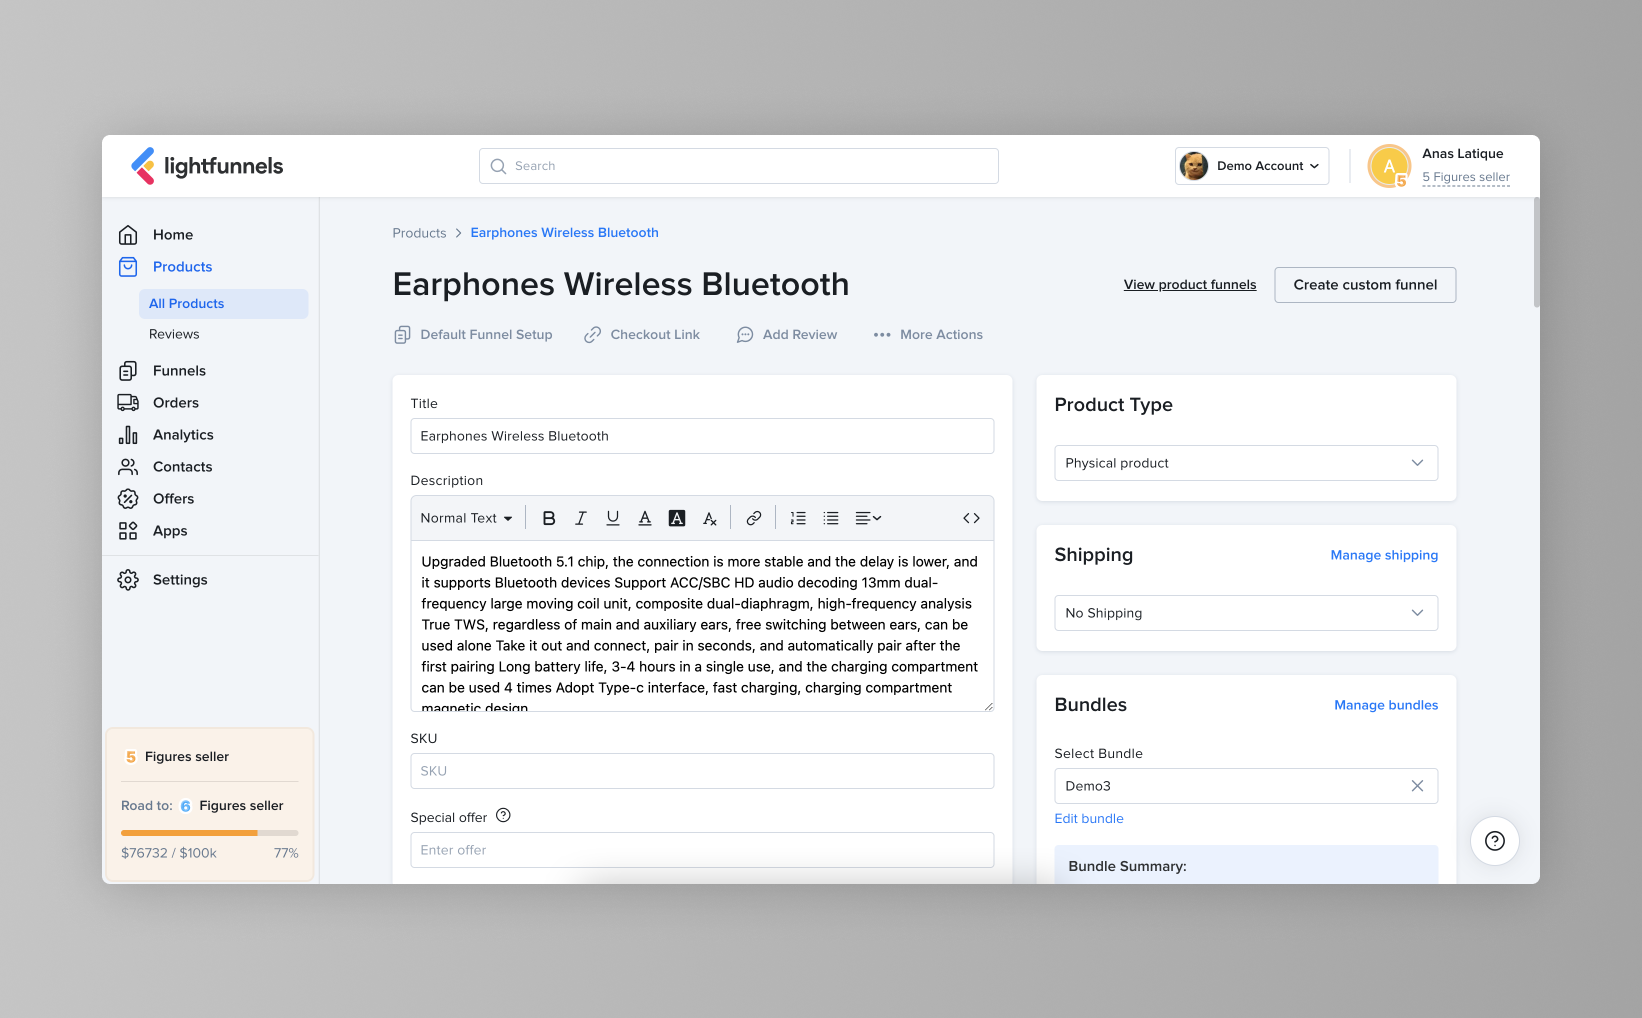 lightfunnels
Search
Demo Account
A
5
Anas Latique
5 Figures seller
Home
Products
All Products
Reviews
Funnels
Orders
Analytics
Contacts
Offers
Apps
Settings
5 Figures seller
Road to: 6 Figures seller
$76732 / $100k 77%
Products > Earphones Wireless Bluetooth
Earphones Wireless Bluetooth
View product funnels
Create custom funnel
Default Funnel Setup
Checkout Link
Add Review
More Actions
Title
Earphones Wireless Bluetooth
Description
Normal Text
Upgraded Bluetooth 5.1 chip, the connection is more stable and the delay is lower, and
it supports Bluetooth devices Support ACC/SBC HD audio decoding 13mm dual-
frequency large moving coil unit, composite dual-diaphragm, high-frequency analysis
True TWS, regardless of main and auxiliary ears, free switching between ears, can be
used alone Take it out and connect, pair in seconds, and automatically pair after the
first pairing Long battery life, 3-4 hours in a single use, and the charging compartment
can be used 4 times Adopt Type-c interface, fast charging, charging compartment
magnetic design
SKU
SKU
Special offer
Enter offer
Product Type
Physical product
Shipping
Manage shipping
No Shipping
Bundles
Manage bundles
Select Bundle
Demo3
Edit bundle
Bundle Summary: